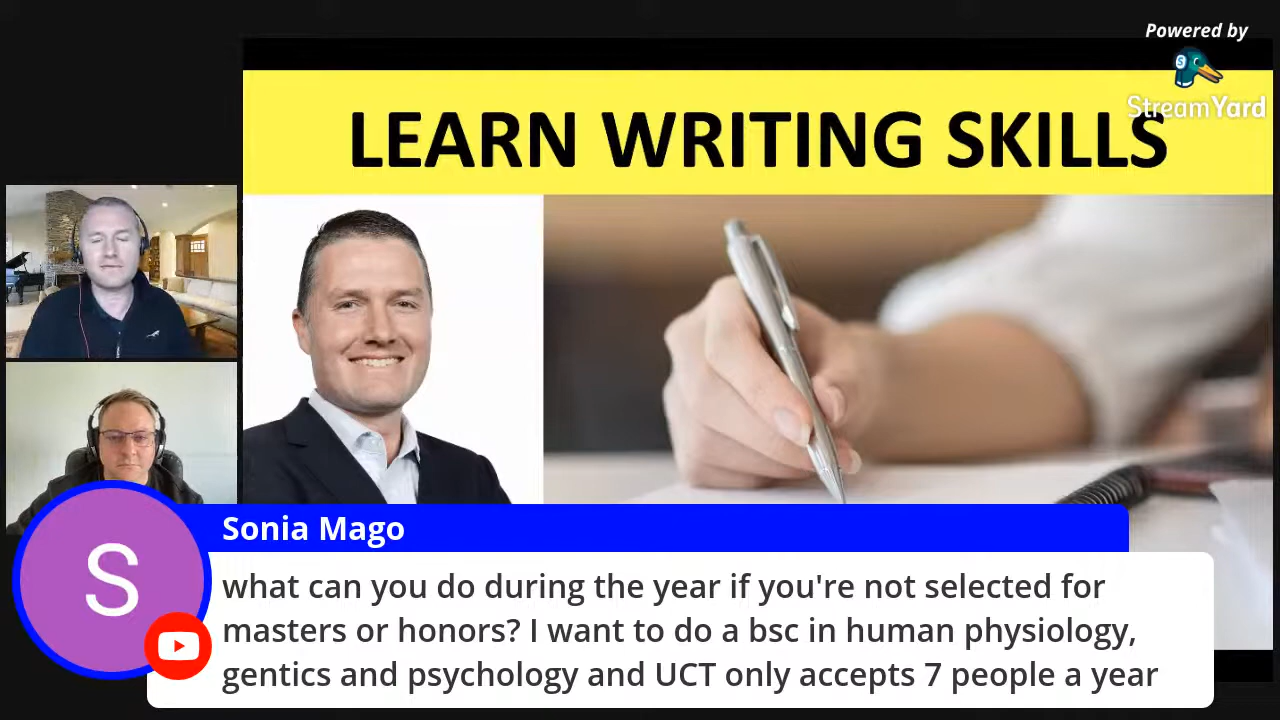 Powered by
StreamYard
LEARN WRITING SKILLS
S
Sonia Mago
what can you do during the year if you're not selected for
masters or honors? I want to do a bsc in human physiology,
gentics and psychology and UCT only accepts 7 people a year